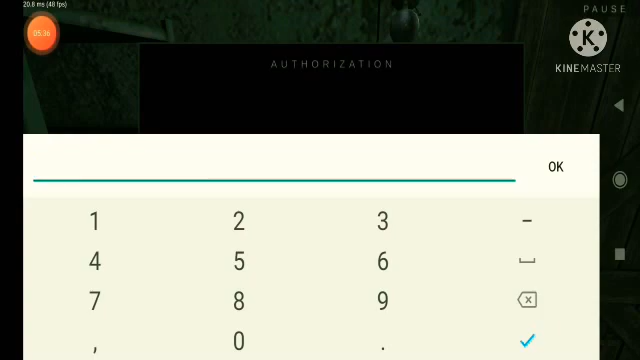 20.8 ms (48 fps)
PAUSE
05:36
AUTHORIZATION
K
KINEMASTER
OK
1 2 3 -
4 5 6
7 8 9
, 0 .